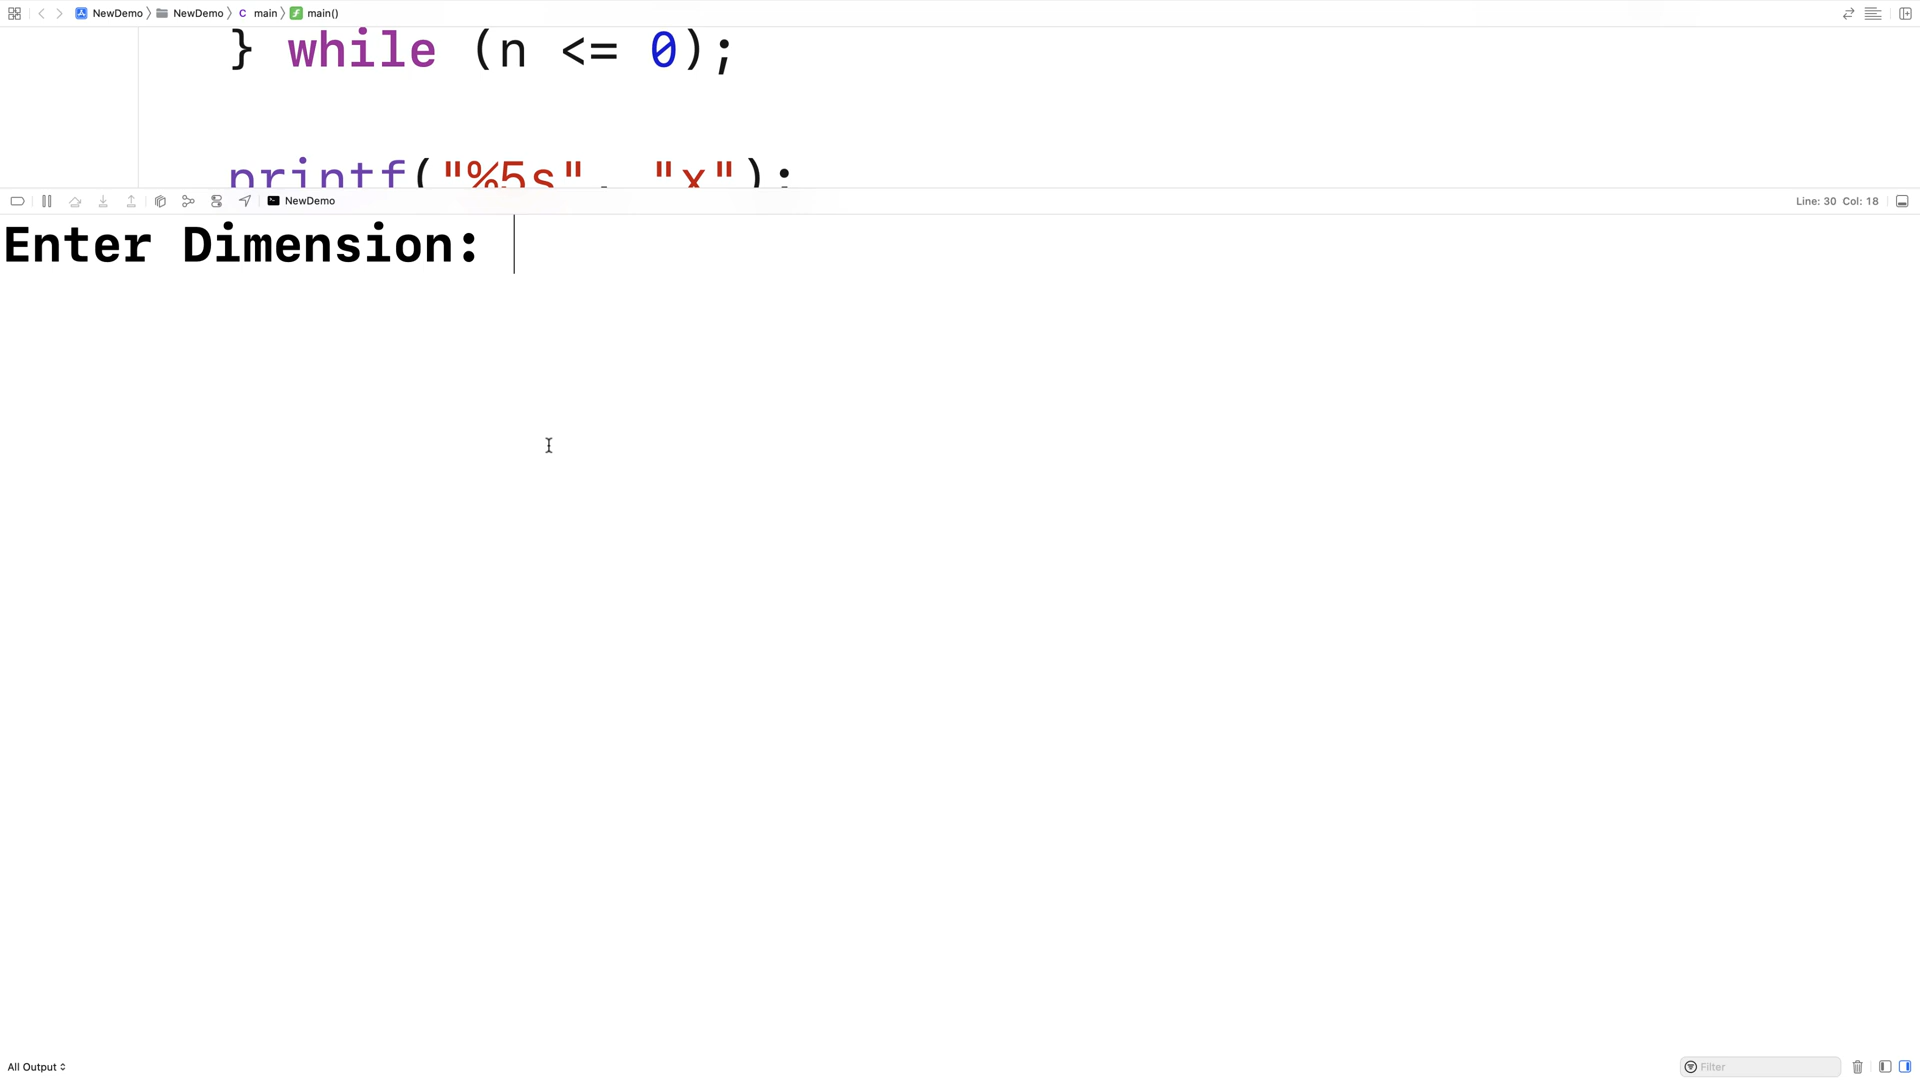 NewDemo 〉 NewDemo 〉 C main 〉 f main()
} while (n <= 0);
printf("%5s", "x");
NewDemo
Line: 30 Col: 18
Enter Dimension:
All Output
Filter